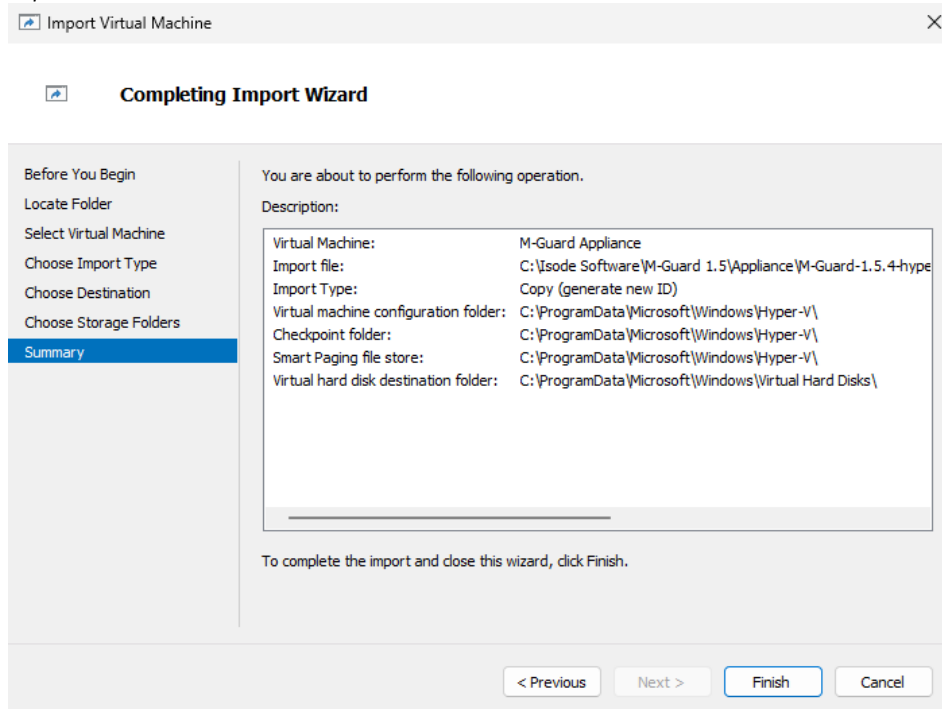 Import Virtual Machine
Completing Import Wizard
Before You Begin
Locate Folder
Select Virtual Machine
Choose Import Type
Choose Destination
Choose Storage Folders
Summary
You are about to perform the following operation.
Description:
Virtual Machine: M-Guard Appliance
Import file: C:\Isode Software\M-Guard 1.5\Appliance\M-Guard-1.5.4-hype
Import Type: Copy (generate new ID)
Virtual machine configuration folder: C:\ProgramData\Microsoft\Windows\Hyper-V\
Checkpoint folder: C:\ProgramData\Microsoft\Windows\Hyper-V\
Smart Paging file store: C:\ProgramData\Microsoft\Windows\Hyper-V\
Virtual hard disk destination folder: C:\ProgramData\Microsoft\Windows\Virtual Hard Disks\
To complete the import and close this wizard, click Finish.
< Previous Next > Finish Cancel